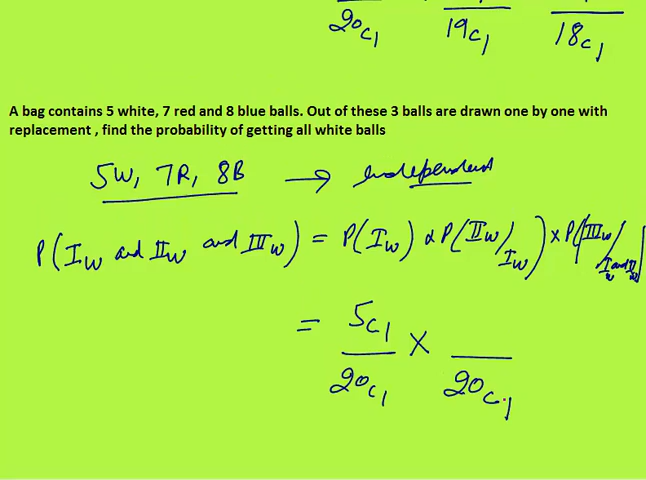 20C1 19C1 18C1
A bag contains 5 white, 7 red and 8 blue balls. Out of these 3 balls are drawn one by one with
replacement , find the probability of getting all white balls
5W, 7R, 8B → Independent
P(Iw and IIw and IIIw) = P(Iw) x P(IIw/Iw) x P(IIIw/I and IIw)
= 5C1/20C1 × /20C1